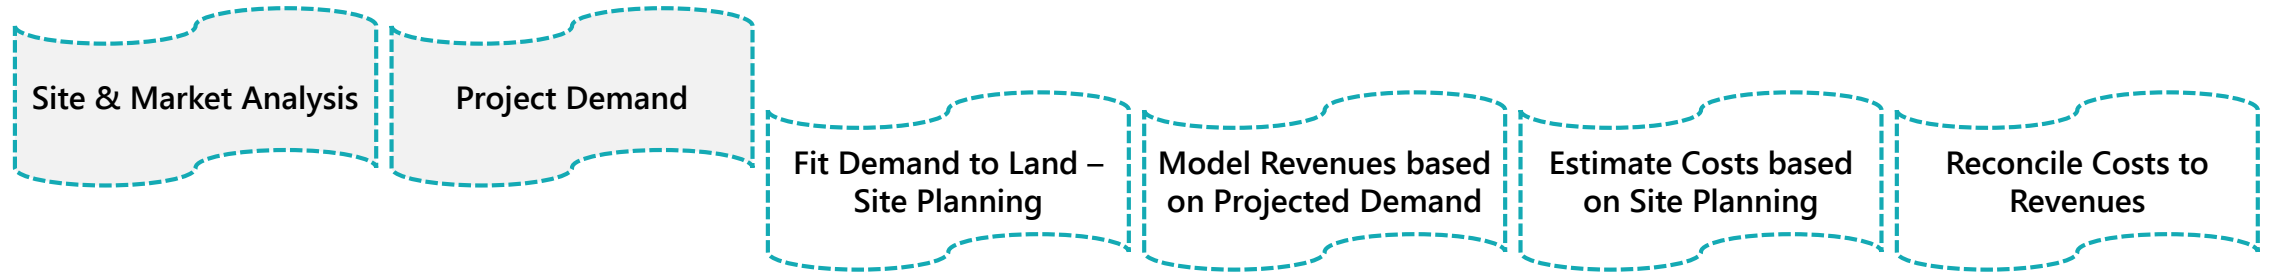 Site & Market Analysis
Project Demand
Fit Demand to Land –
Site Planning
Model Revenues based
on Projected Demand
Estimate Costs based
on Site Planning
Reconcile Costs to
Revenues